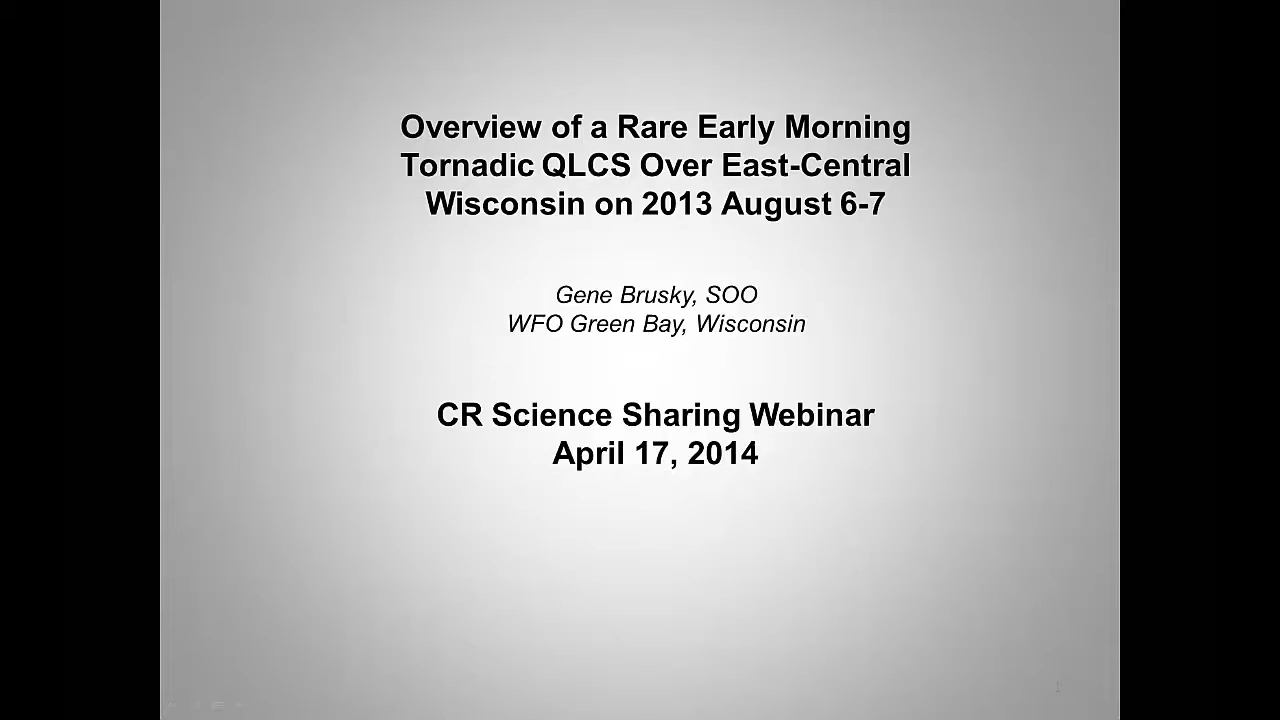 Overview of a Rare Early Morning
Tornadic QLCS Over East-Central
Wisconsin on 2013 August 6-7
Gene Brusky, SOO
WFO Green Bay, Wisconsin
CR Science Sharing Webinar
April 17, 2014
1